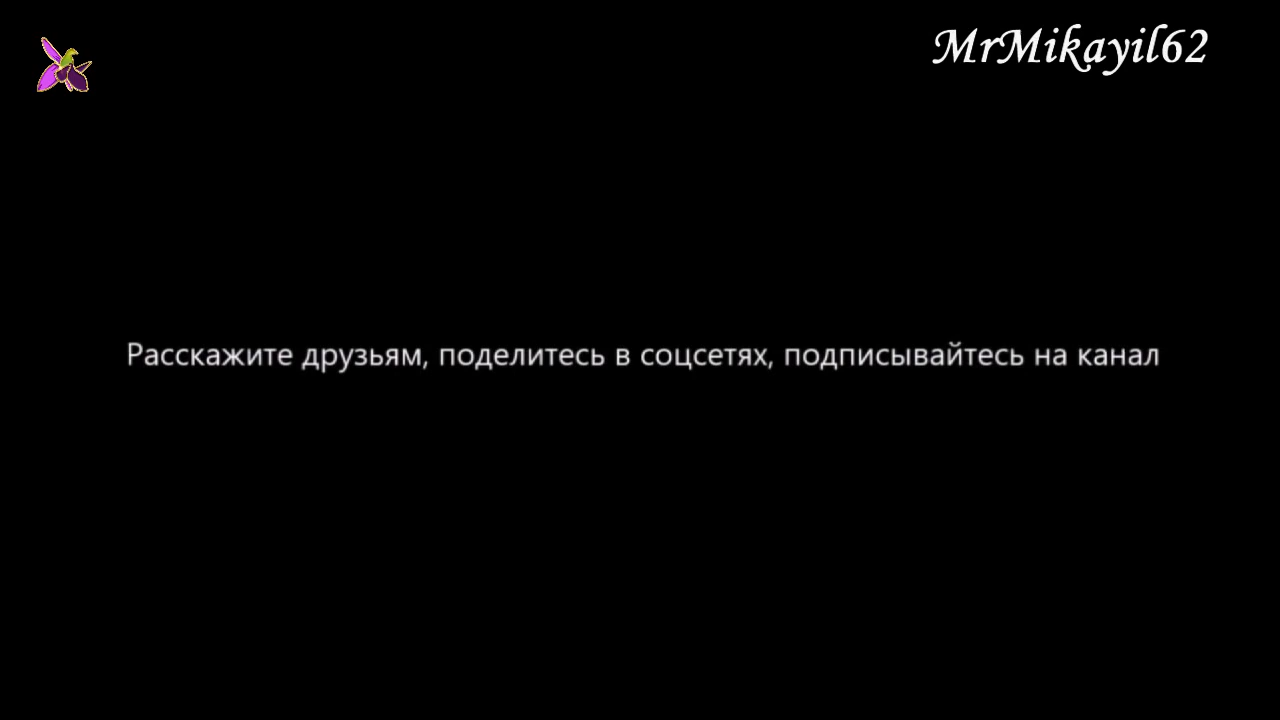 MrMikayil62
Расскажите друзьям, поделитесь в соцсетях, подписывайтесь на канал